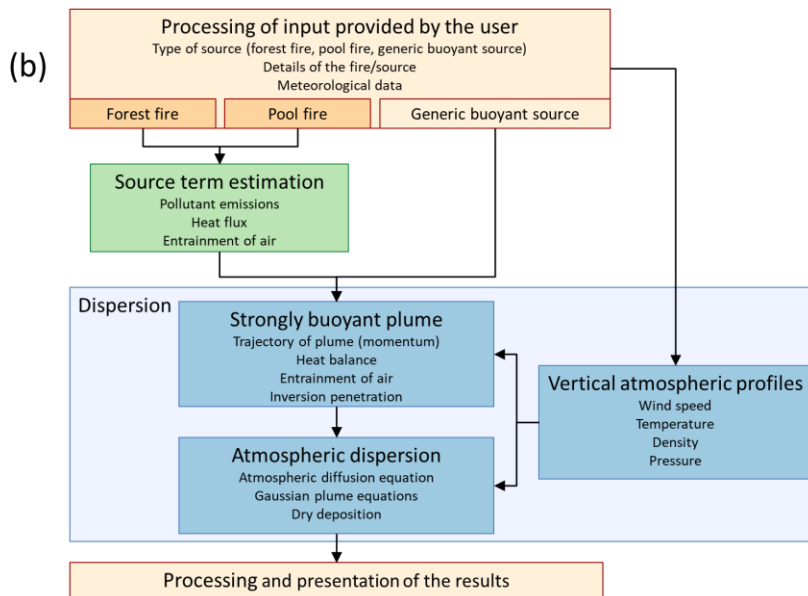 (b)
Processing of input provided by the user
Type of source (forest fire, pool fire, generic buoyant source)
Details of the fire/source
Meteorological data
Forest fire
Pool fire
Generic buoyant source
Source term estimation
Pollutant emissions
Heat flux
Entrainment of air
Dispersion
Strongly buoyant plume
Trajectory of plume (momentum)
Heat balance
Entrainment of air
Inversion penetration
Vertical atmospheric profiles
Wind speed
Temperature
Density
Pressure
Atmospheric dispersion
Atmospheric diffusion equation
Gaussian plume equations
Dry deposition
Processing and presentation of the results